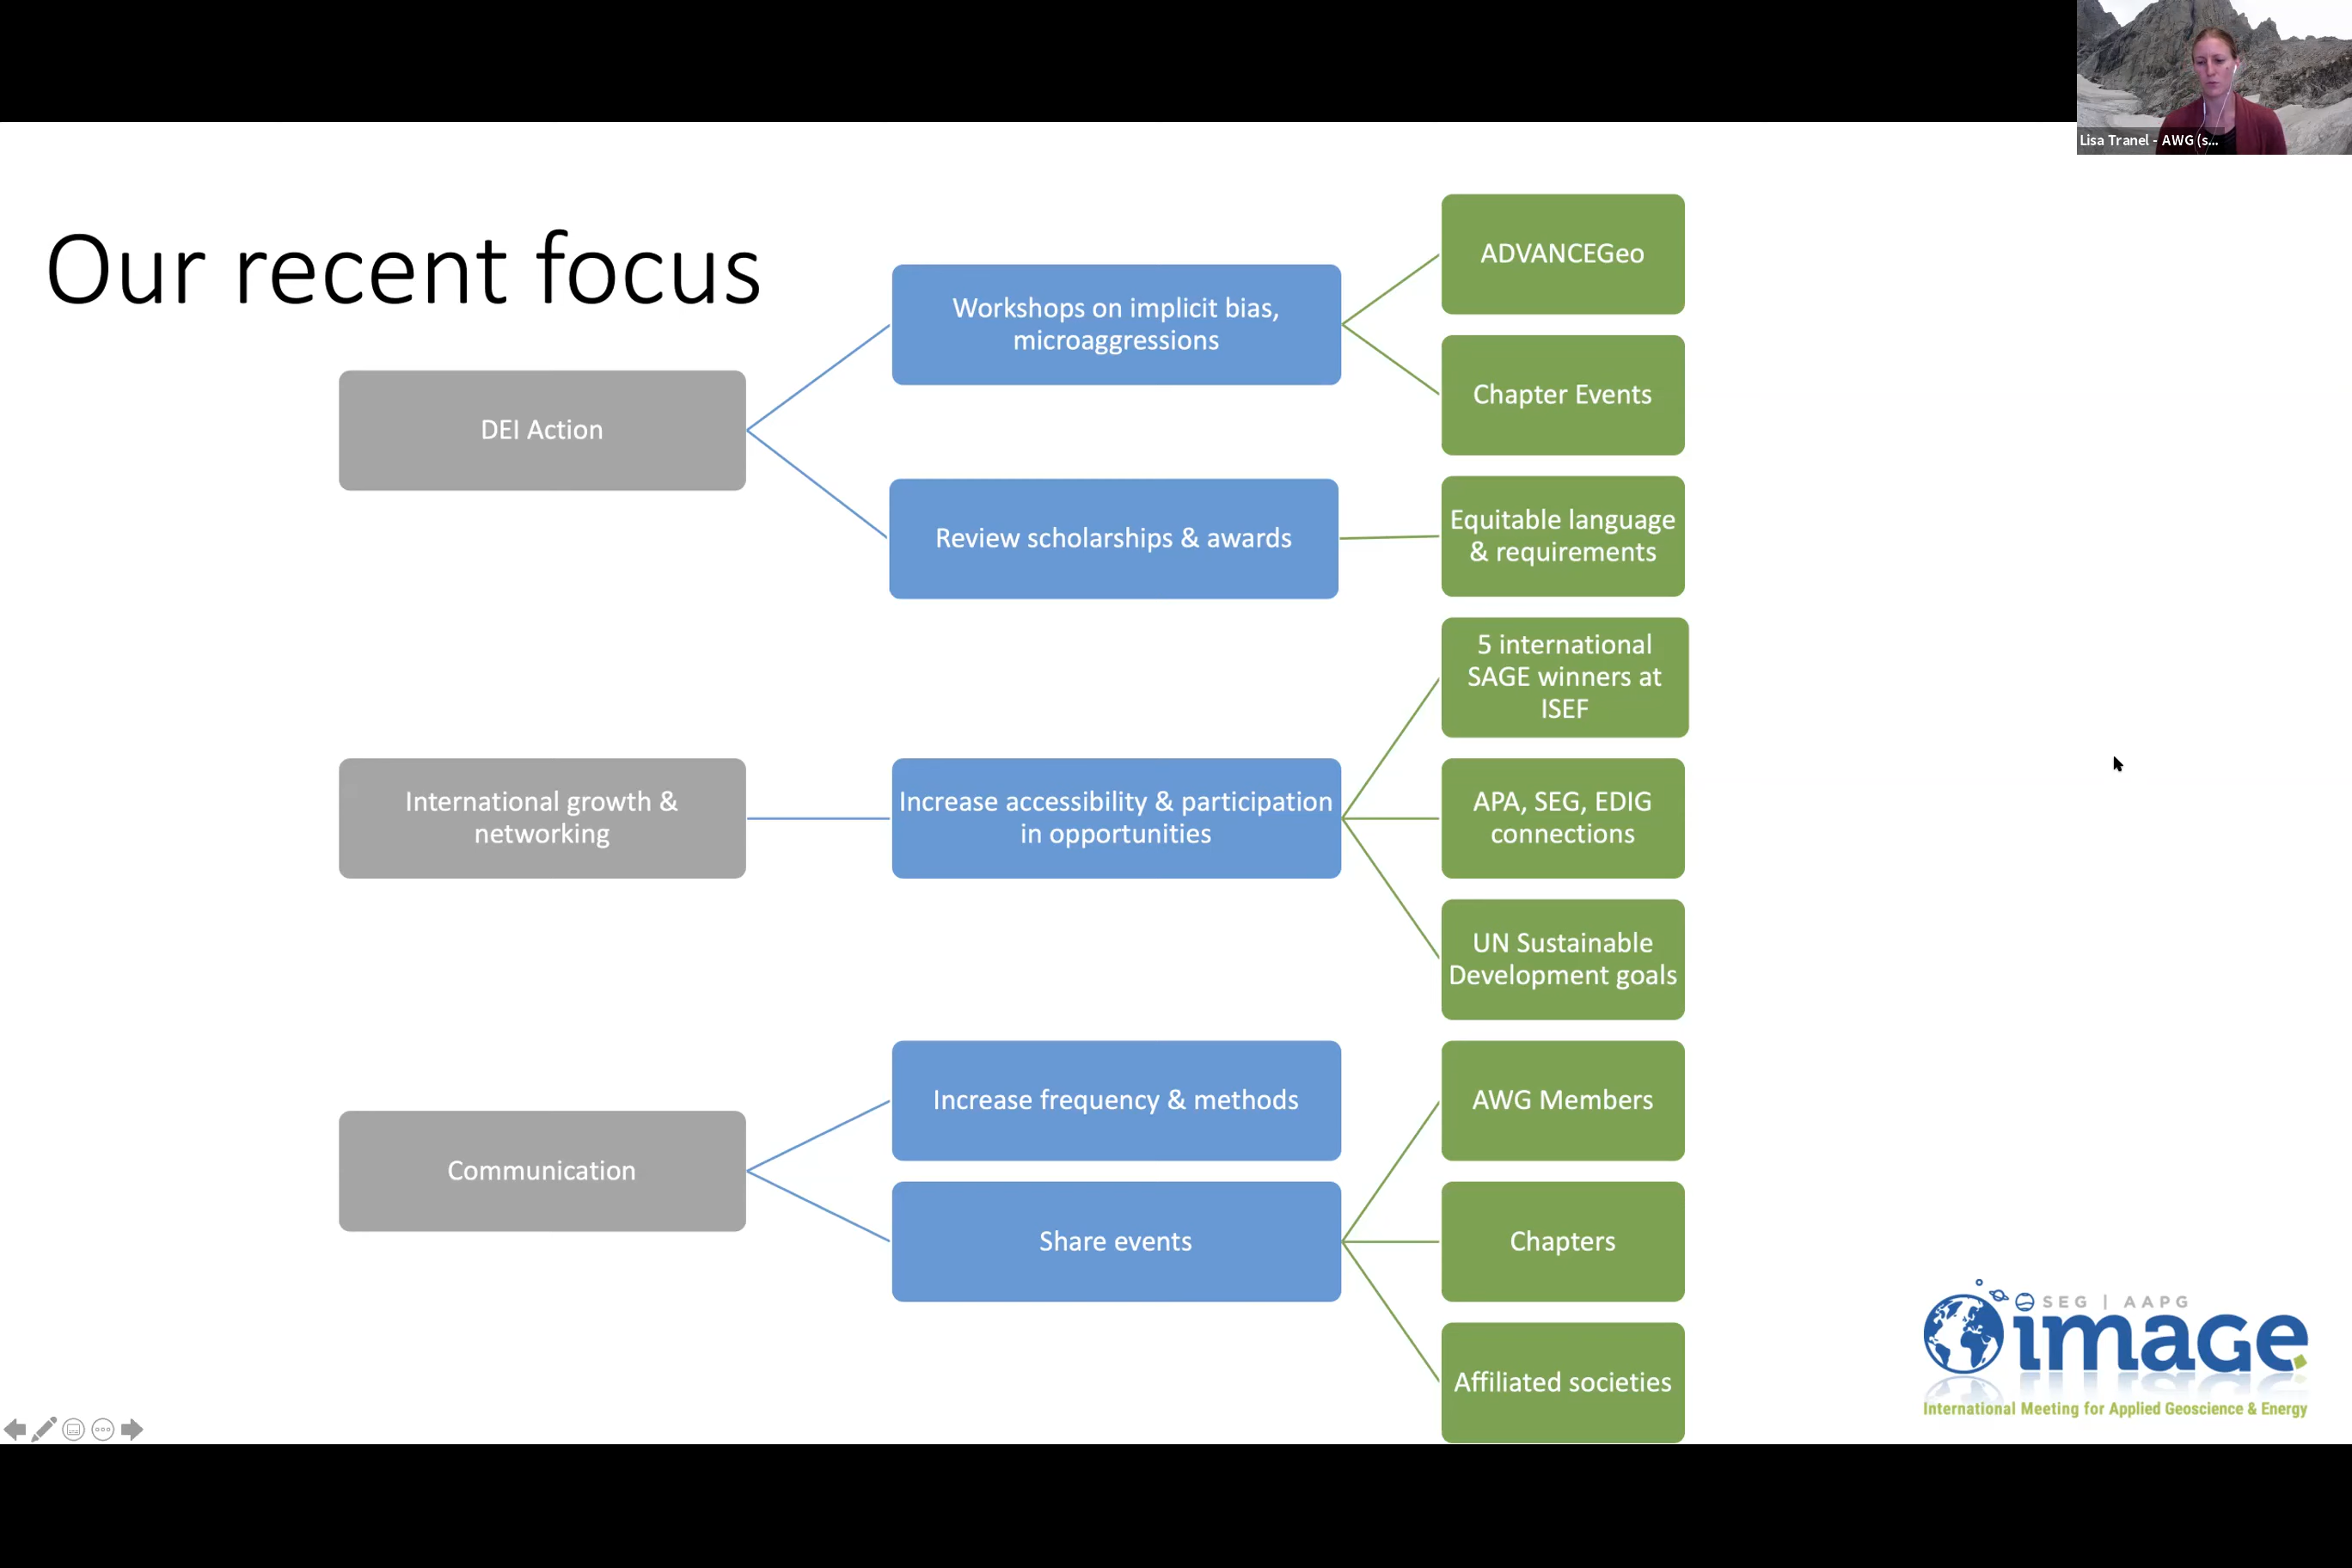 Lisa Tranel - AWG (s...
Our recent focus
DEI Action
Workshops on implicit bias,
microaggressions
ADVANCEGeo
Chapter Events
Review scholarships & awards
Equitable language
& requirements
International growth &
networking
Increase accessibility & participation
in opportunities
5 international
SAGE winners at
ISEF
APA, SEG, EDIG
connections
UN Sustainable
Development goals
Communication
Increase frequency & methods
Share events
AWG Members
Chapters
Affiliated societies
SEG | AAPG
image
International Meeting for Applied Geoscience & Energy